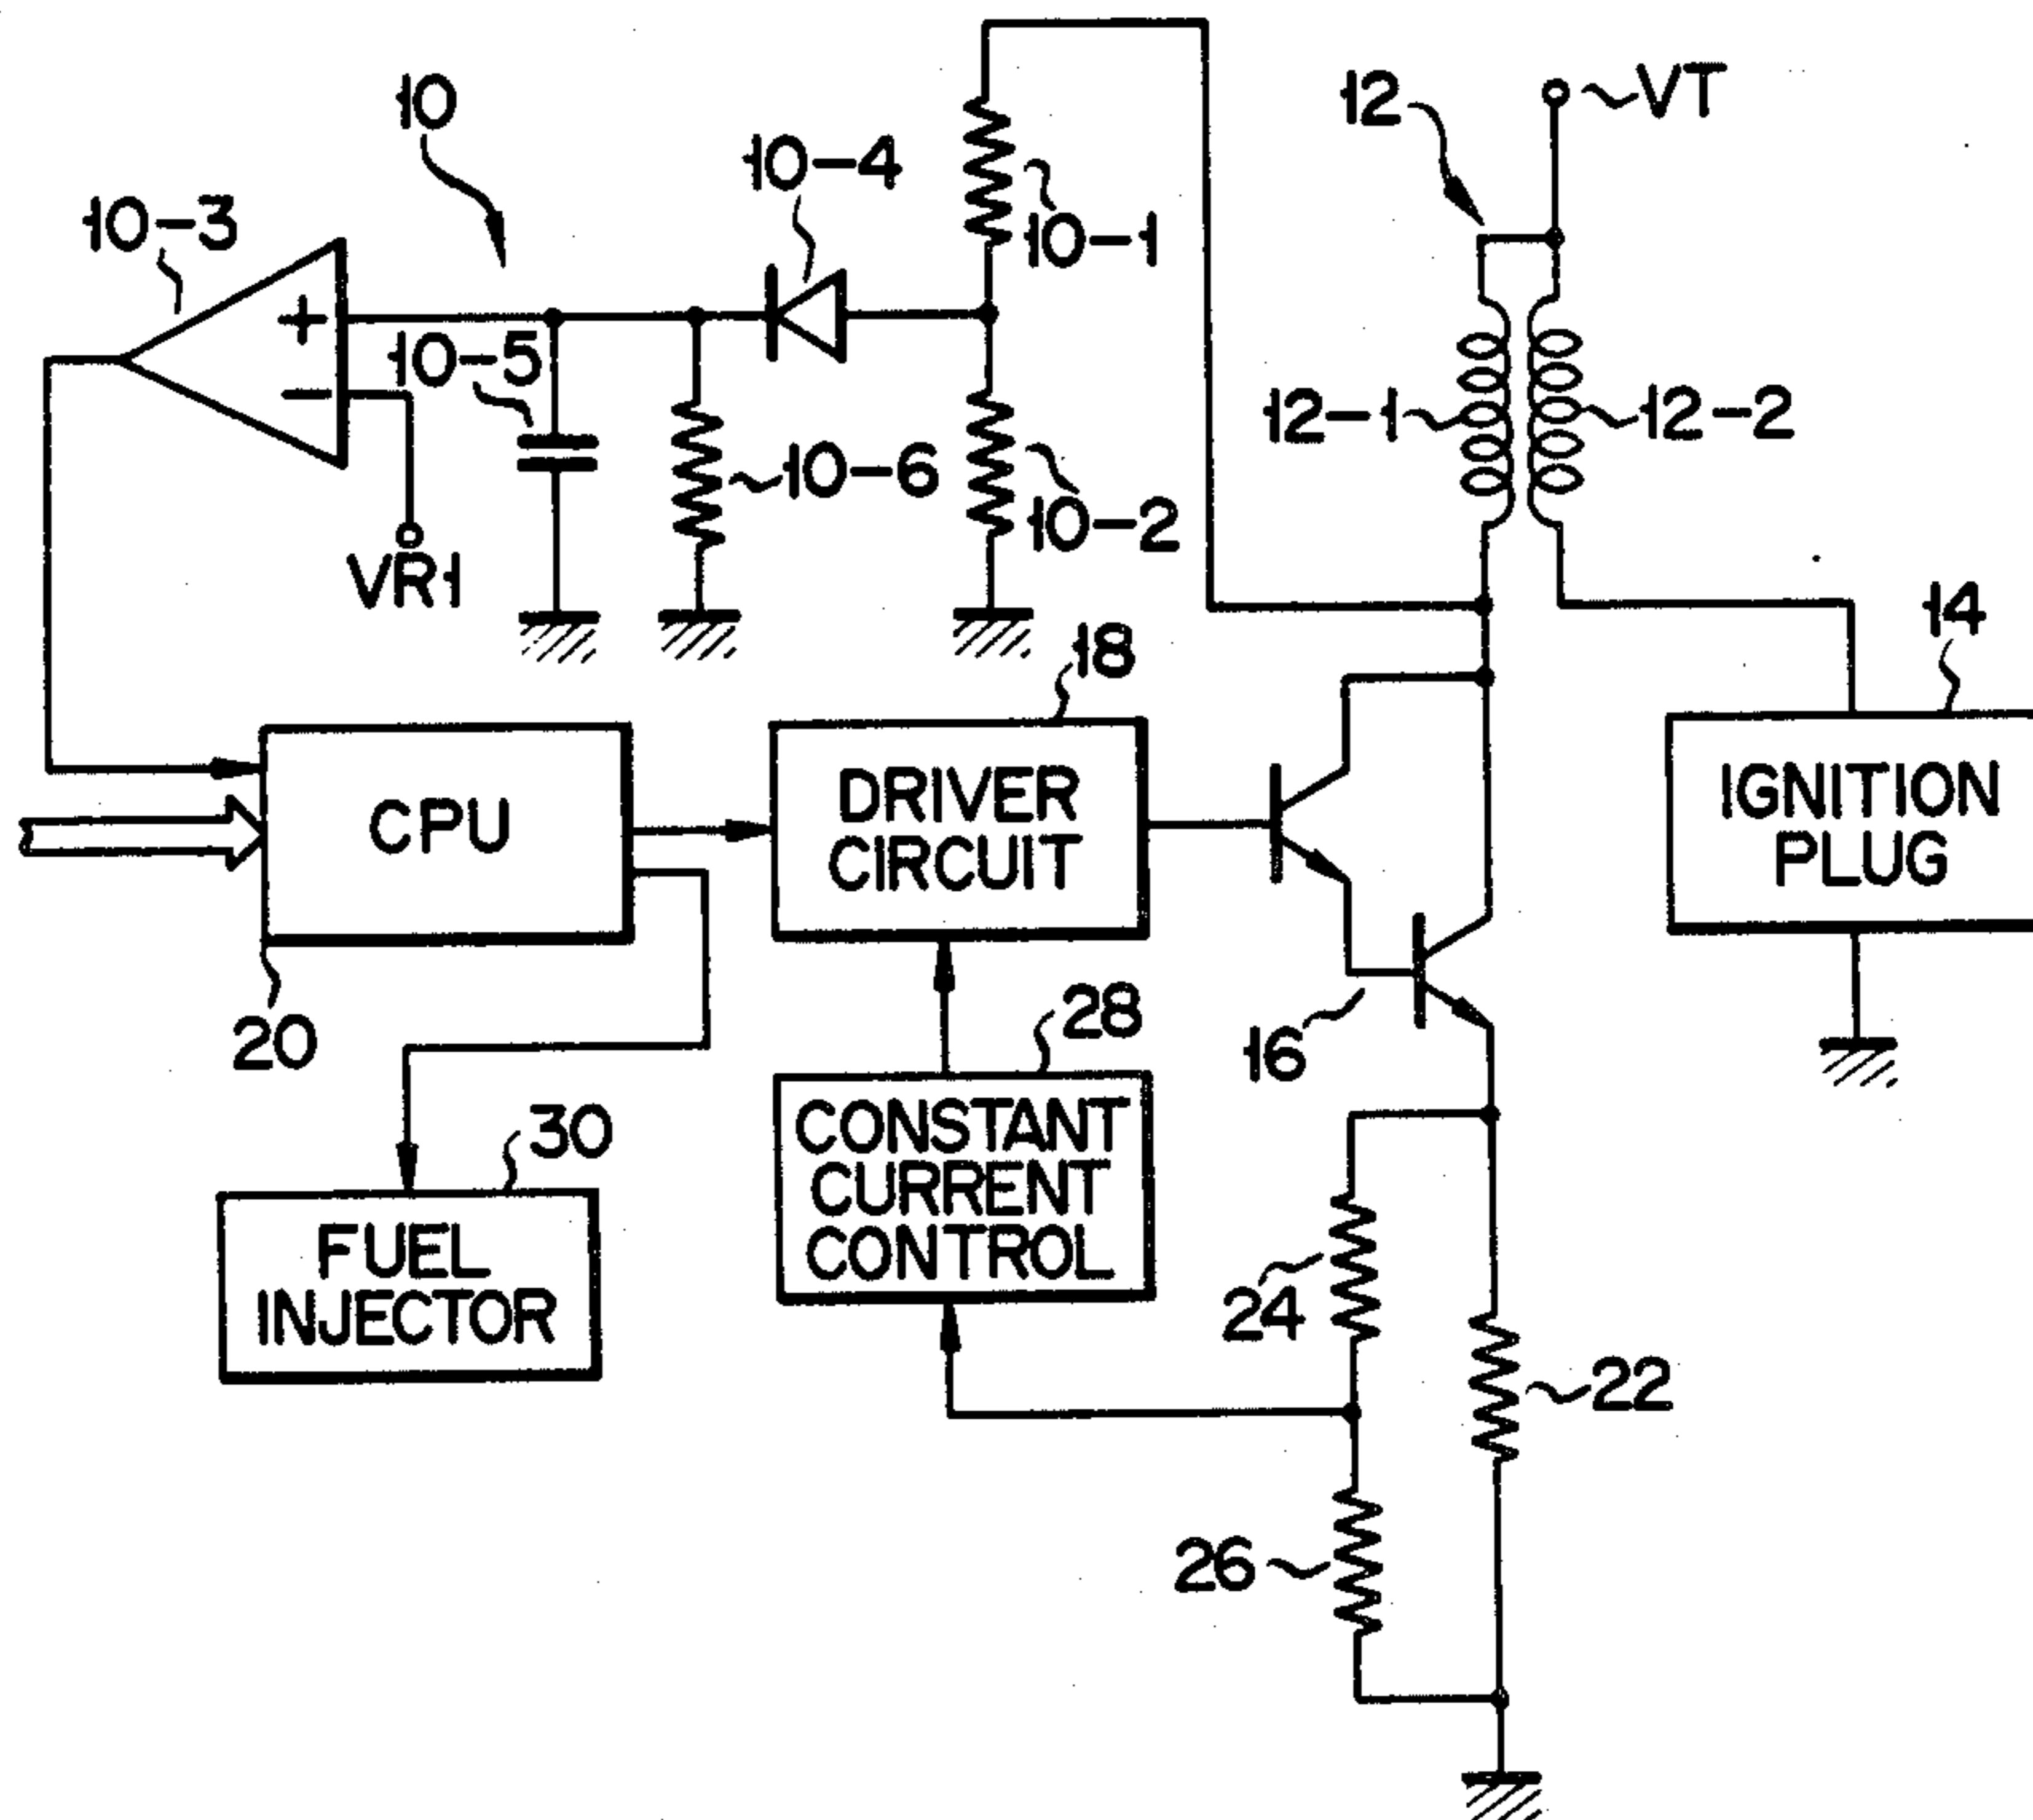 10
12
VT
10-4
10-3
10-1
+
10-5
−
12-1
12-2
10-6
10-2
VR1
14
18
CPU
DRIVER
CIRCUIT
IGNITION
PLUG
20
28
16
30
CONSTANT
CURRENT
CONTROL
FUEL
INJECTOR
24
22
26